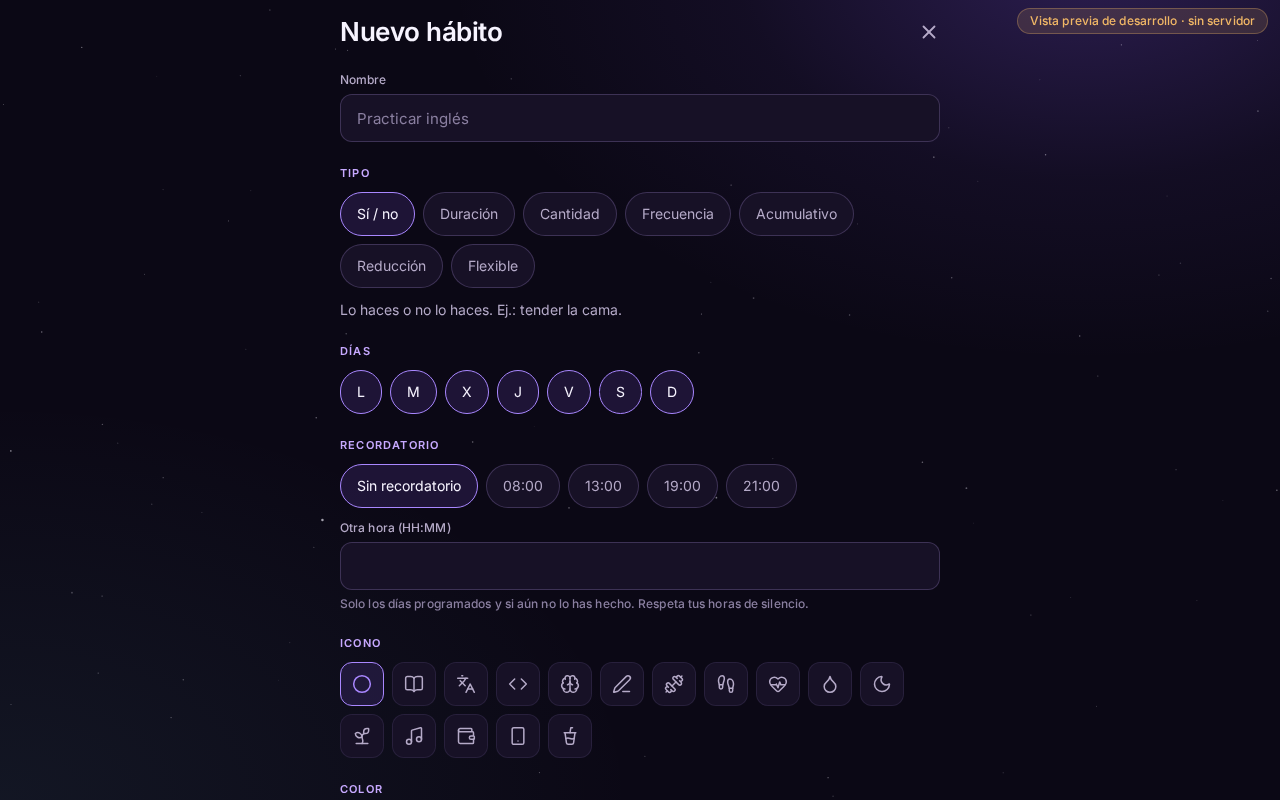 Nuevo hábito
Vista previa de desarrollo · sin servidor
Nombre
Practicar inglés
TIPO
Sí / no Duración Cantidad Frecuencia Acumulativo
Reducción Flexible
Lo haces o no lo haces. Ej.: tender la cama.
DÍAS
L M X J V S D
RECORDATORIO
Sin recordatorio 08:00 13:00 19:00 21:00
Otra hora (HH:MM)
Solo los días programados y si aún no lo has hecho. Respeta tus horas de silencio.
ICONO
COLOR